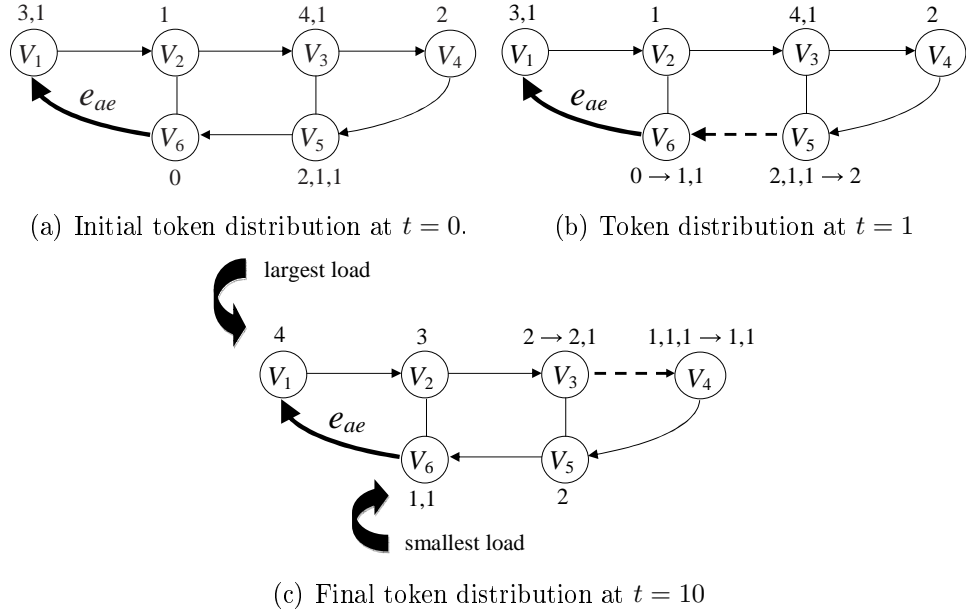 3,1 1 4,1 2
V1 V2 V3 V4
e_ae
V6 V5
0 2,1,1
(a) Initial token distribution at t = 0.
3,1 1 4,1 2
V1 V2 V3 V4
e_ae
V6 V5
0 → 1,1 2,1,1 → 2
(b) Token distribution at t = 1
largest load
4 3 2 → 2,1 1,1,1 → 1,1
V1 V2 V3 V4
e_ae
V6 V5
1,1 2
smallest load
(c) Final token distribution at t = 10